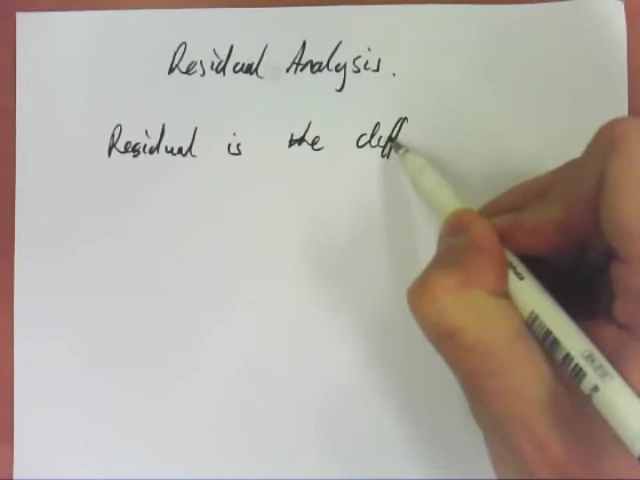 Residual Analysis.
Residual is the diff